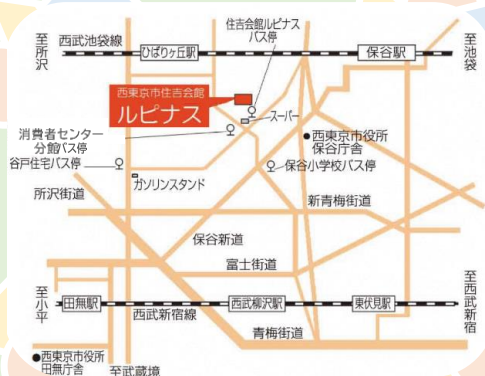 住吉会館ルピナス
バス停
至所沢
西武池袋線
ひばりヶ丘駅
保谷駅
至池袋
西東京市住吉会館
ルピナス
スーパー
消費者センター
分館バス停
谷戸住宅バス停
西東京市役所
保谷庁舎
保谷小学校バス停
ガソリンスタンド
所沢街道
新青梅街道
保谷新道
富士街道
至小平
田無駅
西武新宿線
西武柳沢駅
東伏見駅
至西武新宿
青梅街道
西東京市役所
田無庁舎
至武蔵境